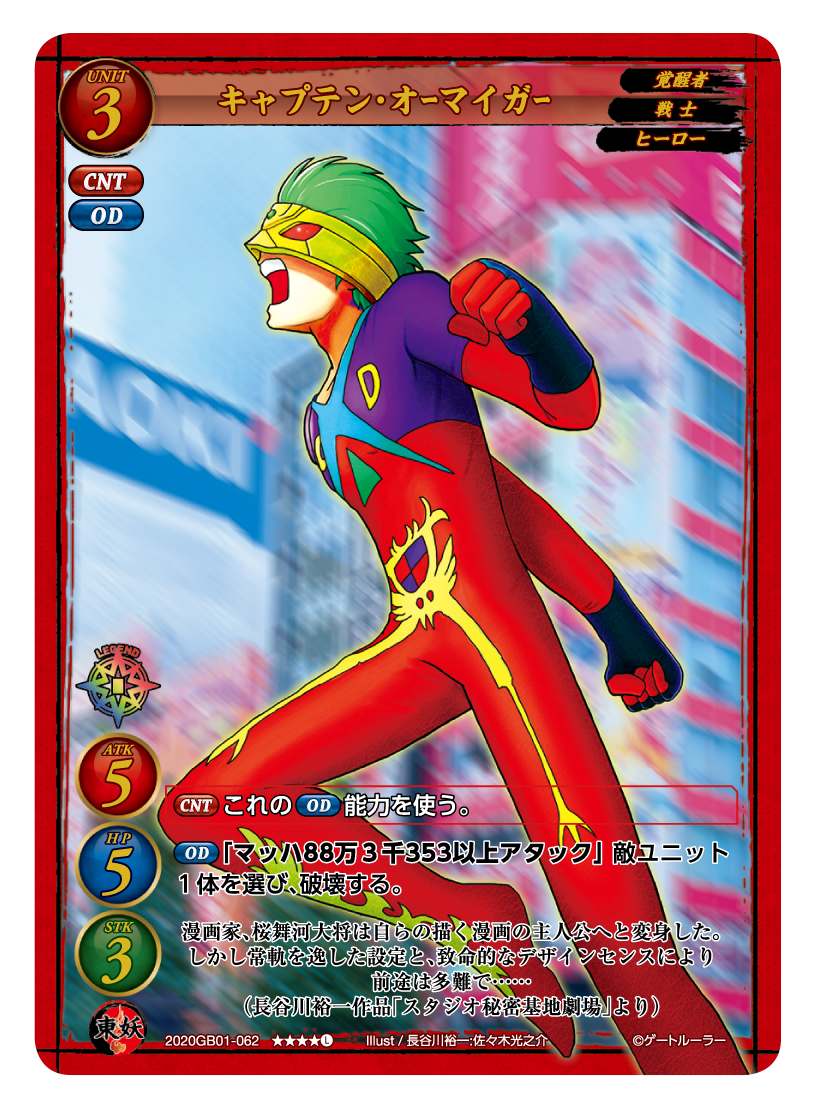 UNIT
3
キャプテン・オーマイガー
覚醒者
戦士
ヒーロー
CNT
OD
D
AOKI
LEGEND
ATK
5
HP
5
STK
3
CNT これの OD 能力を使う。
OD 「マッハ88万3千353以上アタック」 敵ユニット
1体を選び、破壊する。
漫画家、桜舞河大将は自らの描く漫画の主人公へと変身した。
しかし常軌を逸した設定と、致命的なデザインセンスにより
前途は多難で……
(長谷川裕一作品「スタジオ秘密基地劇場」より)
東妖
2020GB01-062 ★★★★Ⓛ Illust / 長谷川裕一:佐々木光之介 ©ゲートルーラー